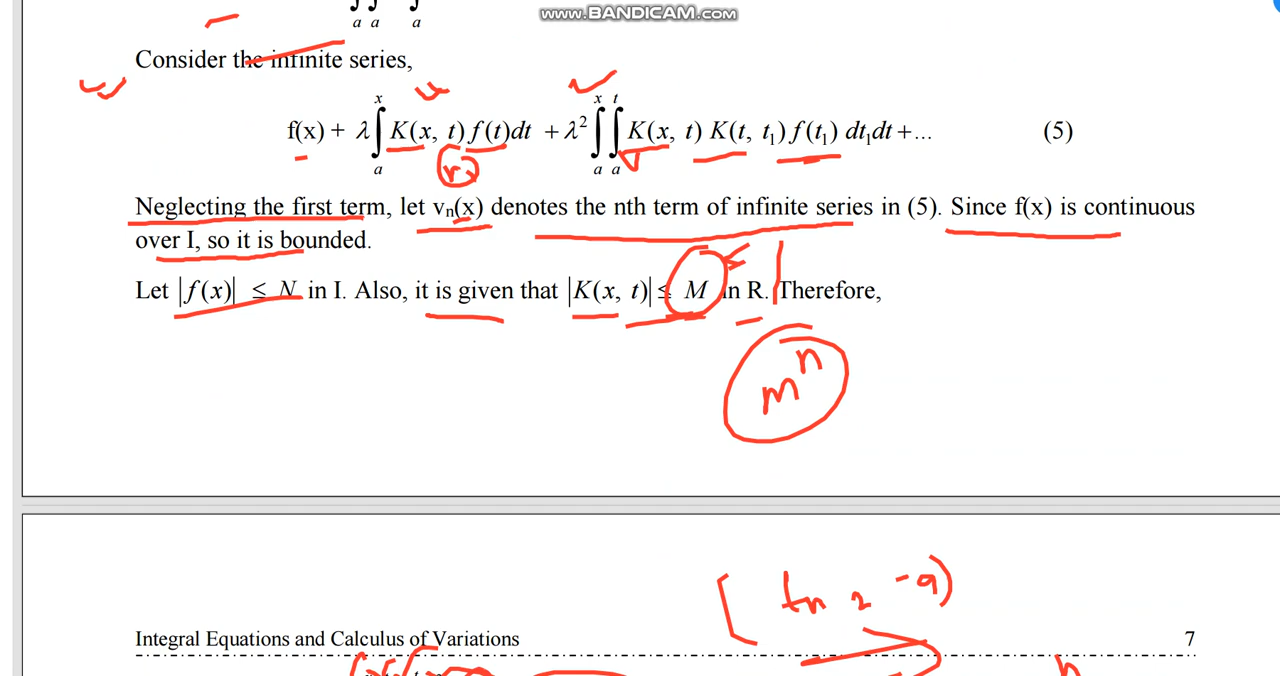 a a a
www.BANDICAM.com
Consider the infinite series,
f(x) + λ ∫ₐˣ K(x, t) f(t)dt + λ² ∫ₐˣ ∫ₐᵗ K(x, t) K(t, t₁) f(t₁) dt₁dt + ... (5)
Neglecting the first term, let vₙ(x) denotes the nth term of infinite series in (5). Since f(x) is continuous
over I, so it is bounded.
Let |f(x)| ≤ N in I. Also, it is given that |K(x, t)| ≤ M in R. Therefore,
mⁿ
Integral Equations and Calculus of Variations 7